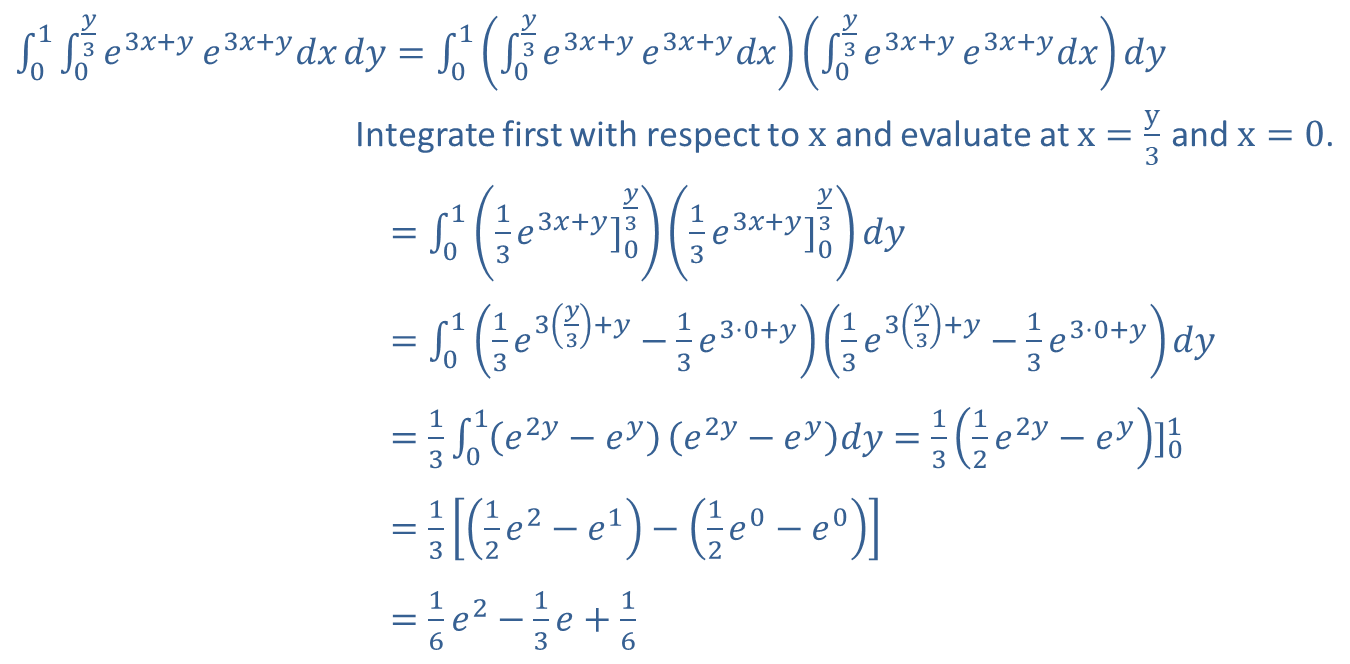 ∫₀¹ ∫₀^(y/3) e^(3x+y) e^(3x+y) dx dy = ∫₀¹ (∫₀^(y/3) e^(3x+y) e^(3x+y) dx) (∫₀^(y/3) e^(3x+y) e^(3x+y) dx) dy
Integrate first with respect to x and evaluate at x = y/3 and x = 0.
= ∫₀¹ (1/3 e^(3x+y)]₀^(y/3)) (1/3 e^(3x+y)]₀^(y/3)) dy
= ∫₀¹ (1/3 e^(3(y/3)+y) − 1/3 e^(3·0+y)) (1/3 e^(3(y/3)+y) − 1/3 e^(3·0+y)) dy
= 1/3 ∫₀¹ (e^(2y) − e^y) (e^(2y) − e^y) dy = 1/3 (1/2 e^(2y) − e^y)]₀¹
= 1/3 [(1/2 e² − e¹) − (1/2 e⁰ − e⁰)]
= 1/6 e² − 1/3 e + 1/6